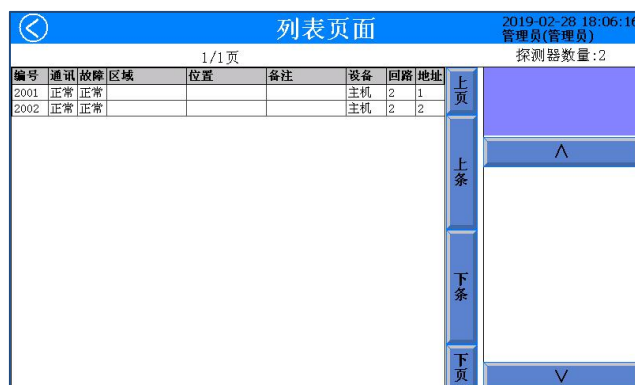 列表页面
2019-02-28 18:06:16
管理员(管理员)
1/1页
探测器数量:2
编号 通讯 故障 区域 位置 备注 设备 回路 地址
2001 正常 正常 主机 2 1
2002 正常 正常 主机 2 2
上页
上条
下条
下页